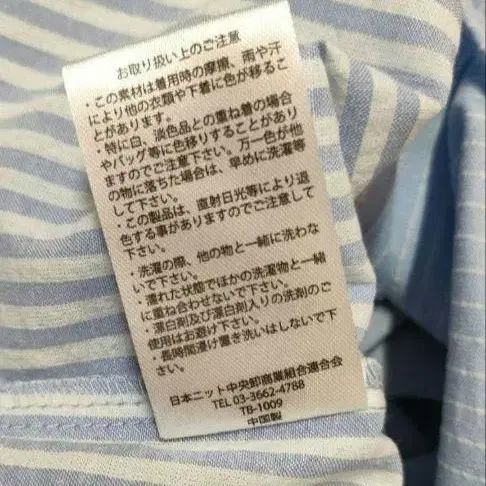 お取り扱い上のご注意
・この素材は着用時の摩擦、雨や汗
により他の衣類や下着に色が移るこ
とがあります。
・特に白、淡色品との重ね着の場合
やバッグ等に色移りすることがあり
ますのでご注意下さい。万一色が他
の物に落ちた場合は、早めに洗濯等
して下さい。
・この製品は、直射日光等により退
色する事がありますのでご注意して
下さい。
・洗濯の際、他の物と一緒に洗わな
いで下さい。
・濡れた状態でほかの洗濯物と一緒
に重ね合わせないで下さい。
・漂白剤及び漂白剤入りの洗剤のご
使用はお避け下さい。
・長時間浸け置き洗いはしないで下
さい。
日本ニット中央卸商業組合連合会
TEL 03-3662-4788
TB-1009
中国製